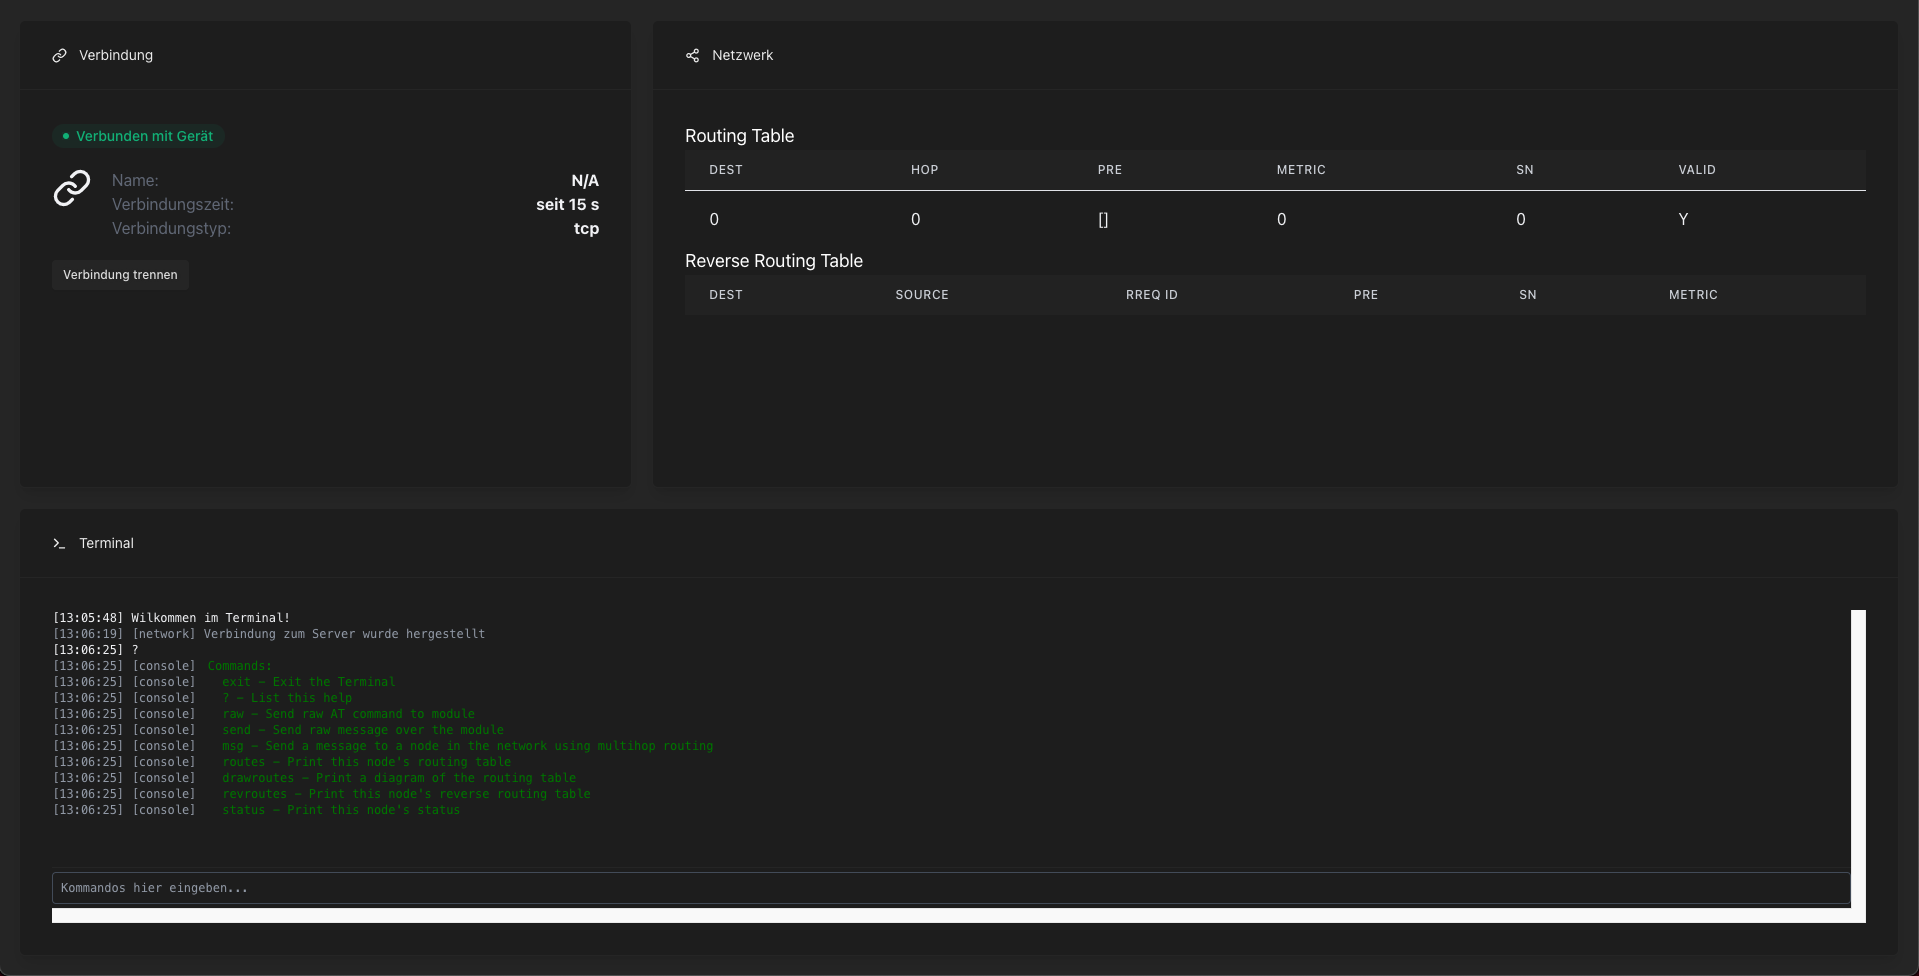 Verbindung
Verbunden mit Gerät
Name: N/A
Verbindungszeit: seit 15 s
Verbindungstyp: tcp
Verbindung trennen
Netzwerk
Routing Table
DEST HOP PRE METRIC SN VALID
0 0 [] 0 0 Y
Reverse Routing Table
DEST SOURCE RREQ ID PRE SN METRIC
Terminal
[13:05:48] Wilkommen im Terminal!
[13:06:19] [network] Verbindung zum Server wurde hergestellt
[13:06:25] ?
[13:06:25] [console] Commands:
[13:06:25] [console] exit – Exit the Terminal
[13:06:25] [console] ? – List this help
[13:06:25] [console] raw – Send raw AT command to module
[13:06:25] [console] send – Send raw message over the module
[13:06:25] [console] msg – Send a message to a node in the network using multihop routing
[13:06:25] [console] routes – Print this node's routing table
[13:06:25] [console] drawroutes – Print a diagram of the routing table
[13:06:25] [console] revroutes – Print this node's reverse routing table
[13:06:25] [console] status – Print this node's status
Kommandos hier eingeben...